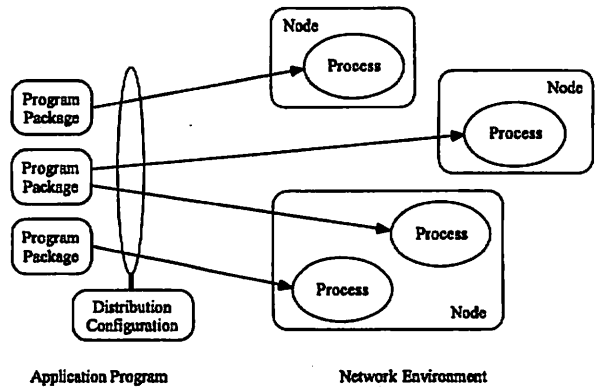 Node
Process
Program
Package
Node
Process
Program
Package
Process
Program
Package
Process
Node
Distribution
Configuration
Application Program
Network Environment